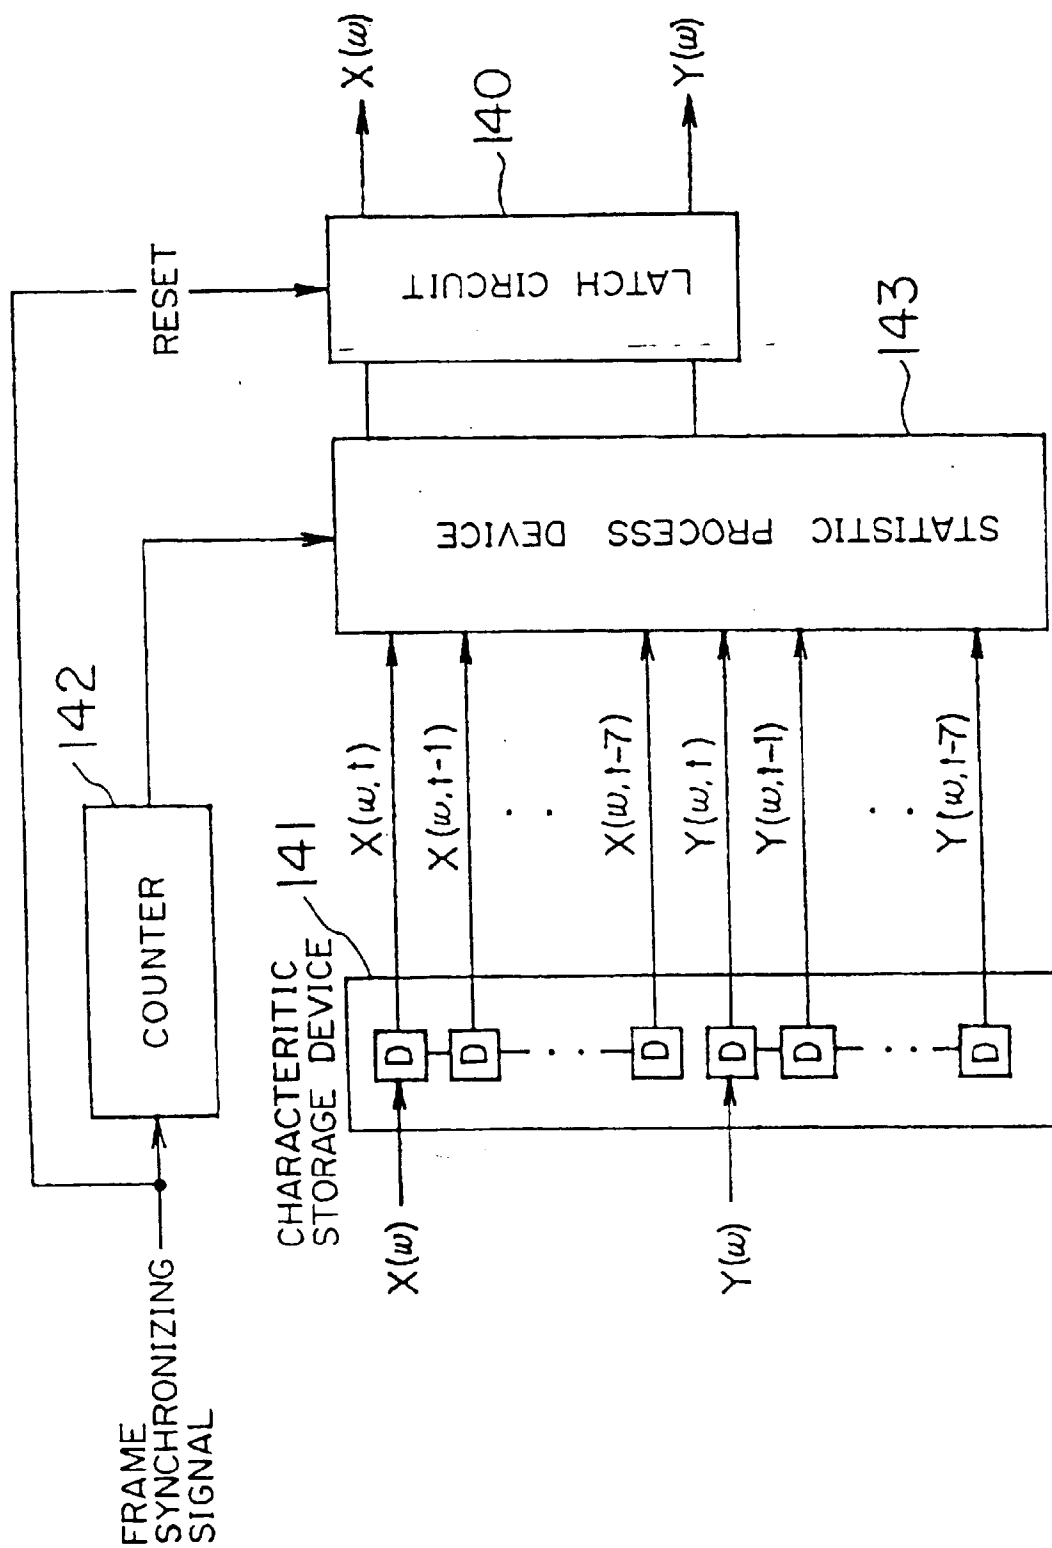 FRAME
SYNCHRONIZING
SIGNAL
COUNTER
142
RESET
CHARACTERITIC
STORAGE DEVICE
141
X(ω)
Y(ω)
D
D
D
D
D
D
X(ω,t)
X(ω,t-1)
X(ω,t-7)
Y(ω,t)
Y(ω,t-1)
Y(ω,t-7)
STATISTIC PROCESS DEVICE
143
LATCH CIRCUIT
140
X(ω)
Y(ω)